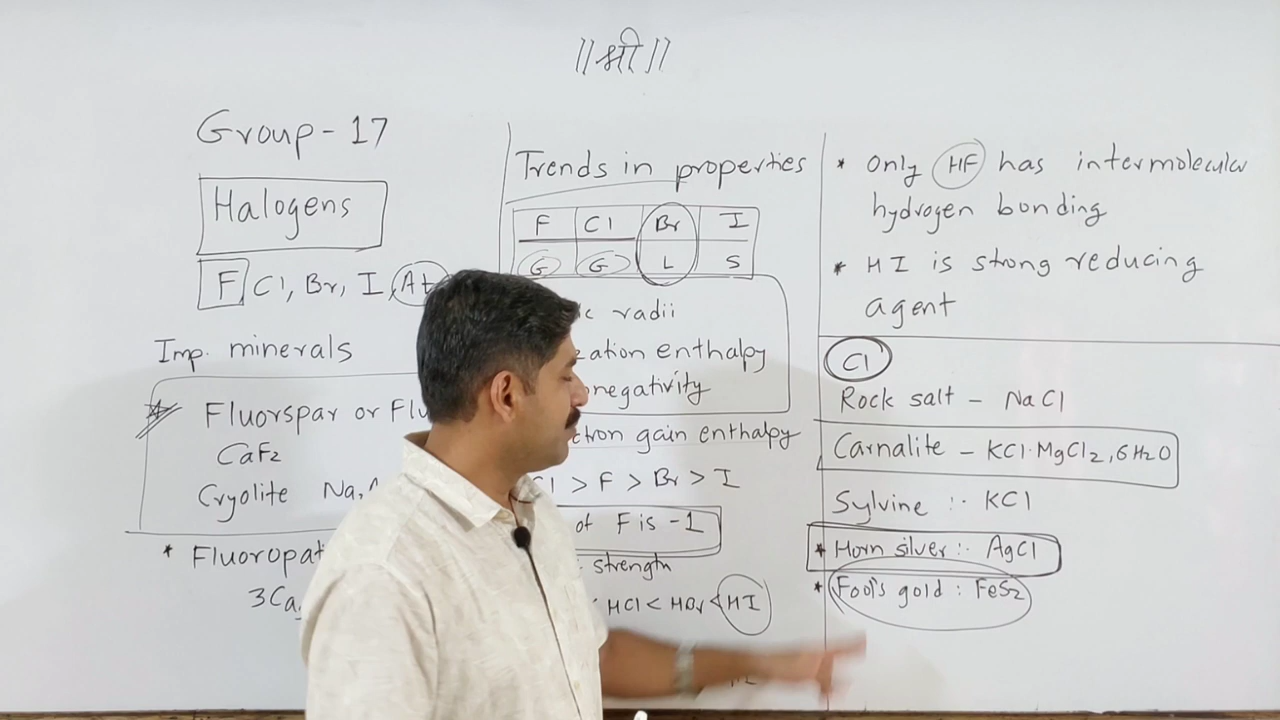 ॥श्री॥
Group - 17
Halogens
F Cl, Br, I, At
Imp. minerals
Fluorspar or Flu
CaF2
Cryolite Na
* Fluoropat
3Ca
Trends in properties
F Cl Br I
G G L S
c radii
zation enthalpy
onegativity
ctron gain enthalpy
Cl > F > Br > I
of F is -1
strength
< HCl < HBr < HI
* Only HF has intermolecular
hydrogen bonding
* HI is strong reducing
agent
Cl
Rock salt - NaCl
Carnalite - KCl·MgCl2, 6H2O
Sylvine :- KCl
* Horn silver :- AgCl
* Fool's gold : FeS2